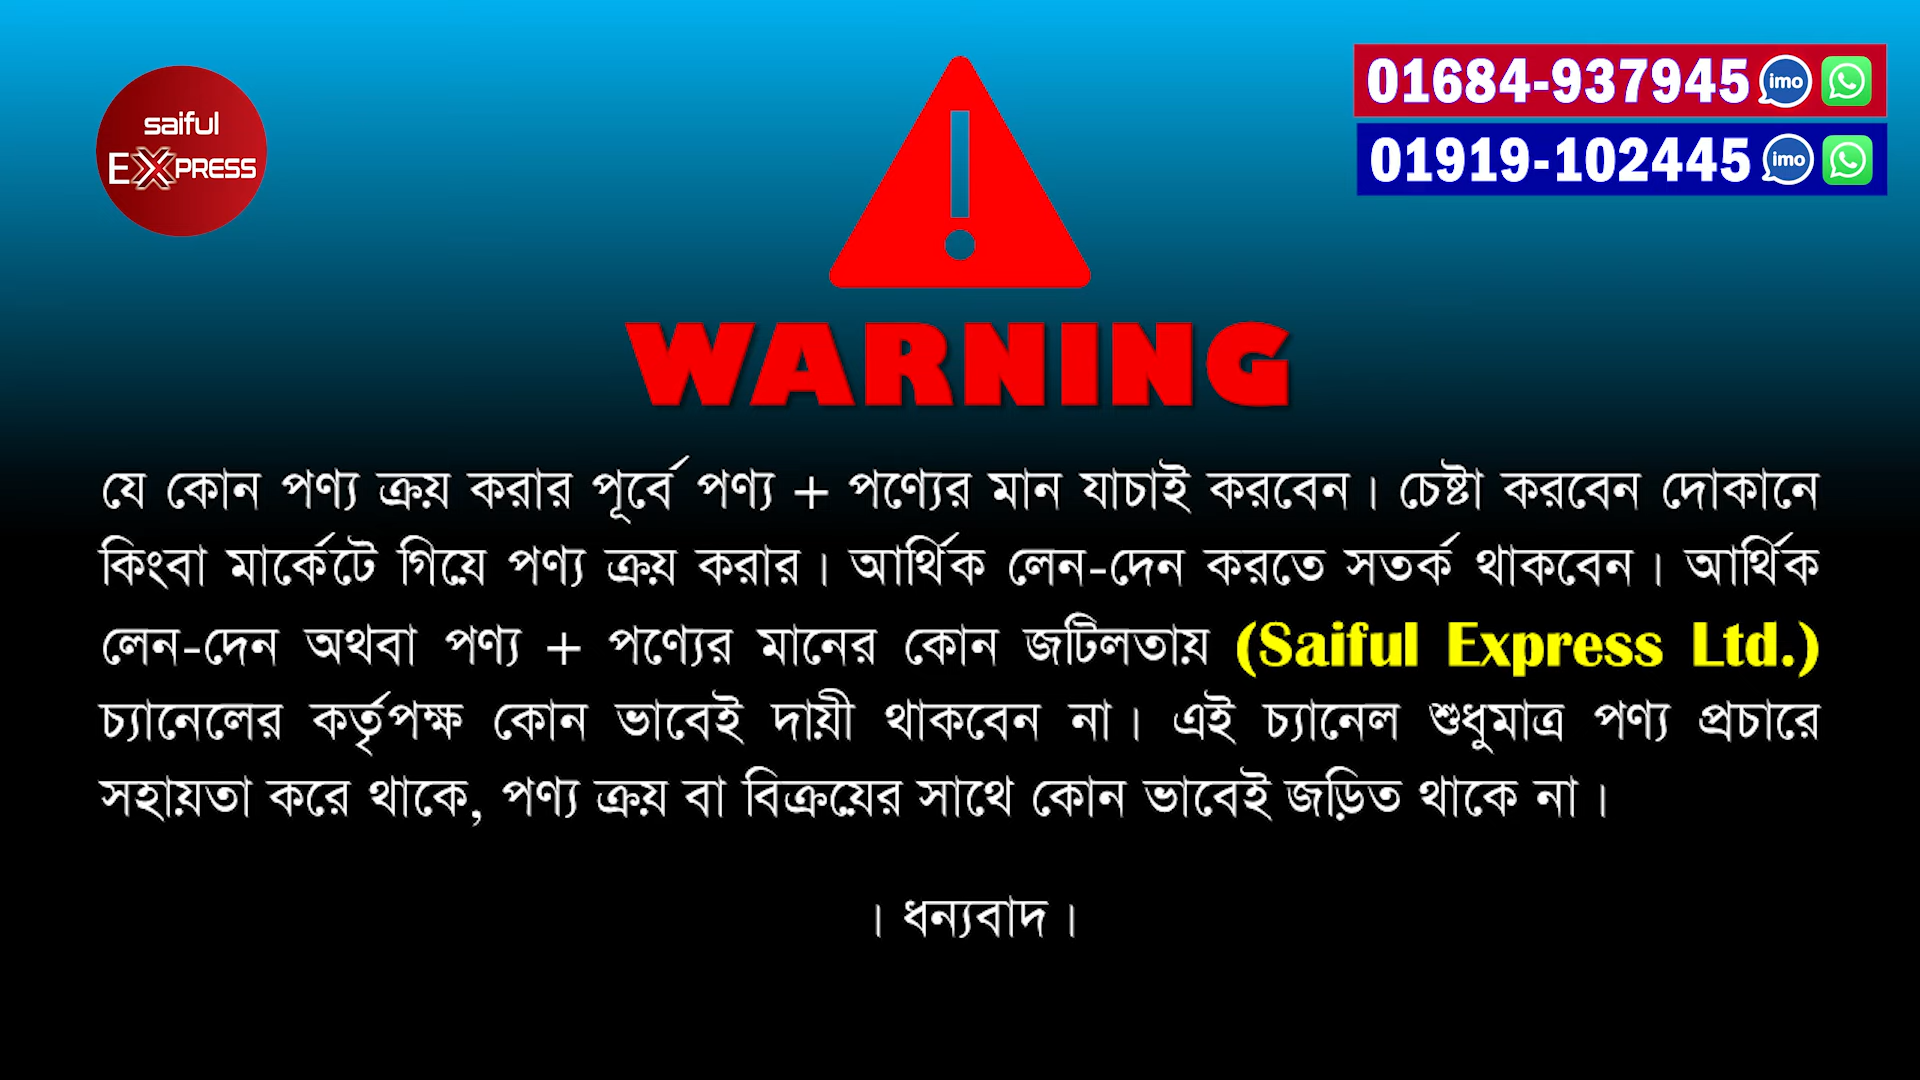 saiful
EXPRESS
01684-937945 imo
01919-102445 imo
WARNING
যে কোন পণ্য ক্রয় করার পূর্বে পণ্য + পণ্যের মান যাচাই করবেন। চেষ্টা করবেন দোকানে
কিংবা মার্কেটে গিয়ে পণ্য ক্রয় করার। আর্থিক লেন-দেন করতে সতর্ক থাকবেন। আর্থিক
লেন-দেন অথবা পণ্য + পণ্যের মানের কোন জটিলতায় (Saiful Express Ltd.)
চ্যানেলের কর্তৃপক্ষ কোন ভাবেই দায়ী থাকবেন না। এই চ্যানেল শুধুমাত্র পণ্য প্রচারে
সহায়তা করে থাকে, পণ্য ক্রয় বা বিক্রয়ের সাথে কোন ভাবেই জড়িত থাকে না।
। ধন্যবাদ ।